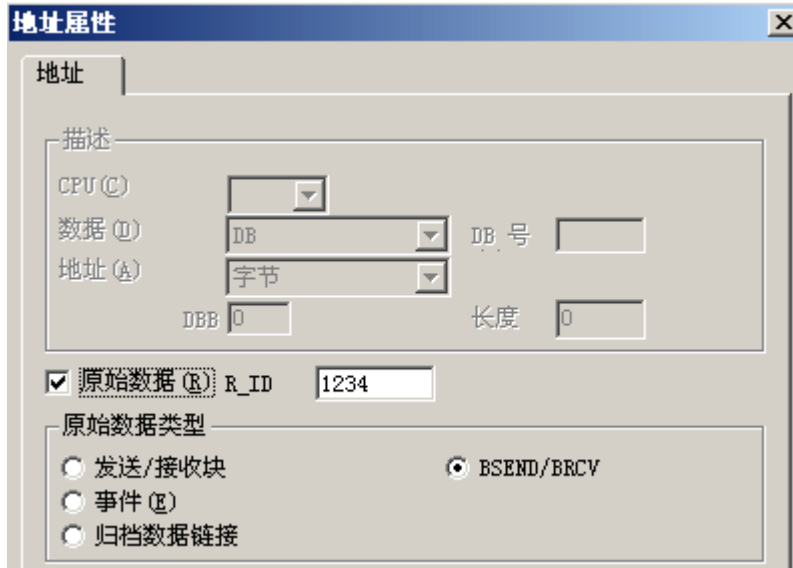 地址属性
地址
描述
CPU(C)
数据(D) DB DB 号
地址(A) 字节
DBB 0 长度 0
原始数据(R) R_ID 1234
原始数据类型
发送/接收块 BSEND/BRCV
事件(E)
归档数据链接